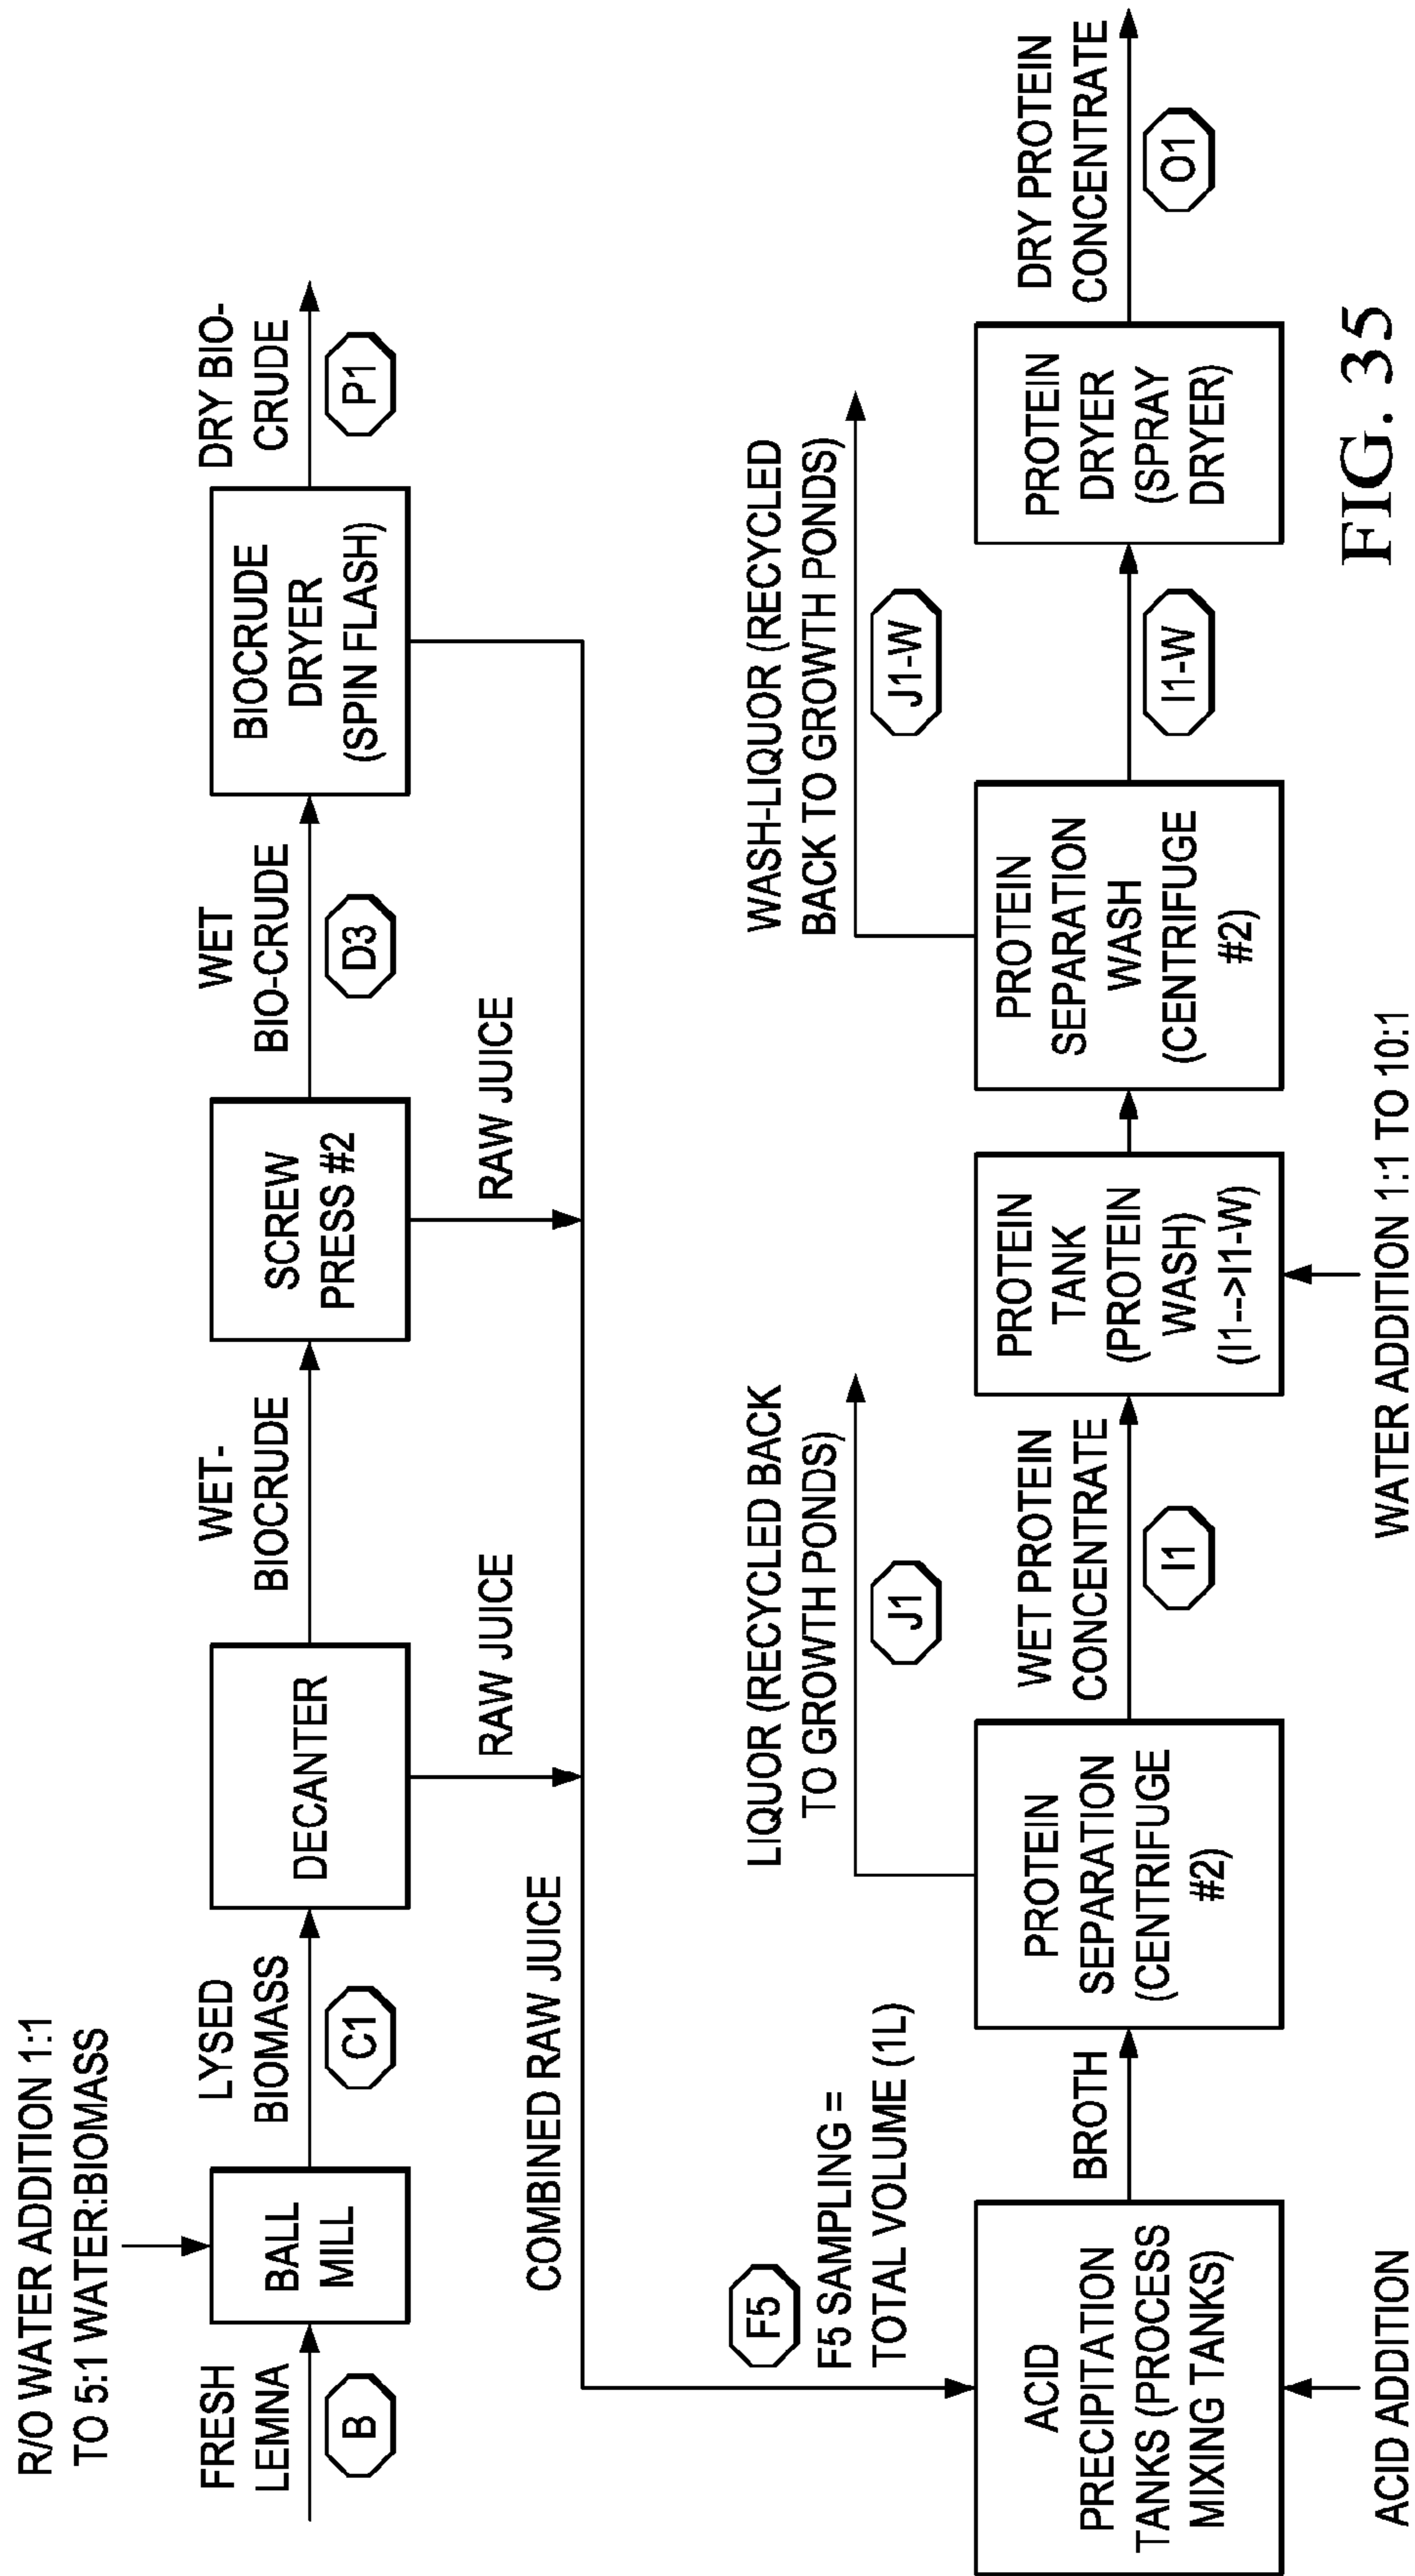 R/O WATER ADDITION 1:1
TO 5:1 WATER:BIOMASS
FRESH
LEMNA
B
BALL
MILL
LYSED
BIOMASS
C1
DECANTER
WET-
BIOCRUDE
SCREW
PRESS #2
WET
BIO-CRUDE
D3
BIOCRUDE
DRYER
(SPIN FLASH)
DRY BIO-
CRUDE
P1
RAW JUICE
RAW JUICE
COMBINED RAW JUICE
F5
F5 SAMPLING =
TOTAL VOLUME (1L)
ACID
PRECIPITATION
TANKS (PROCESS
MIXING TANKS)
ACID ADDITION
BROTH
PROTEIN
SEPARATION
(CENTRIFUGE
#2)
LIQUOR (RECYCLED BACK
TO GROWTH PONDS)
J1
WET PROTEIN
CONCENTRATE
I1
PROTEIN
TANK
(PROTEIN
WASH)
(I1-->I1-W)
WATER ADDITION 1:1 TO 10:1
PROTEIN
SEPARATION
WASH
(CENTRIFUGE
#2)
WASH-LIQUOR (RECYCLED
BACK TO GROWTH PONDS)
J1-W
I1-W
PROTEIN
DRYER
(SPRAY
DRYER)
DRY PROTEIN
CONCENTRATE
O1
FIG. 35